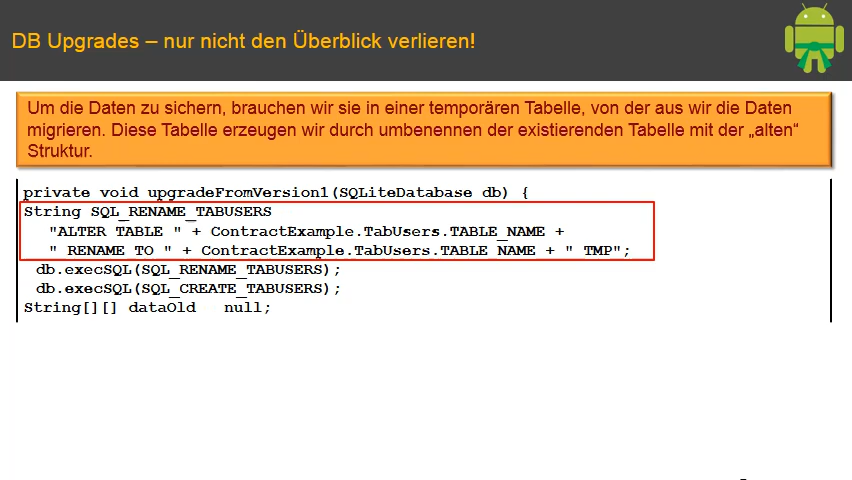 DB Upgrades – nur nicht den Überblick verlieren!
Um die Daten zu sichern, brauchen wir sie in einer temporären Tabelle, von der aus wir die Daten
migrieren. Diese Tabelle erzeugen wir durch umbenennen der existierenden Tabelle mit der „alten“
Struktur.
private void upgradeFromVersion1(SQLiteDatabase db) {
String SQL_RENAME_TABUSERS
"ALTER TABLE " + ContractExample.TabUsers.TABLE_NAME +
" RENAME TO " + ContractExample.TabUsers.TABLE NAME + " TMP";
db.execSQL(SQL_RENAME_TABUSERS);
db.execSQL(SQL_CREATE_TABUSERS);
String[][] dataOld null;